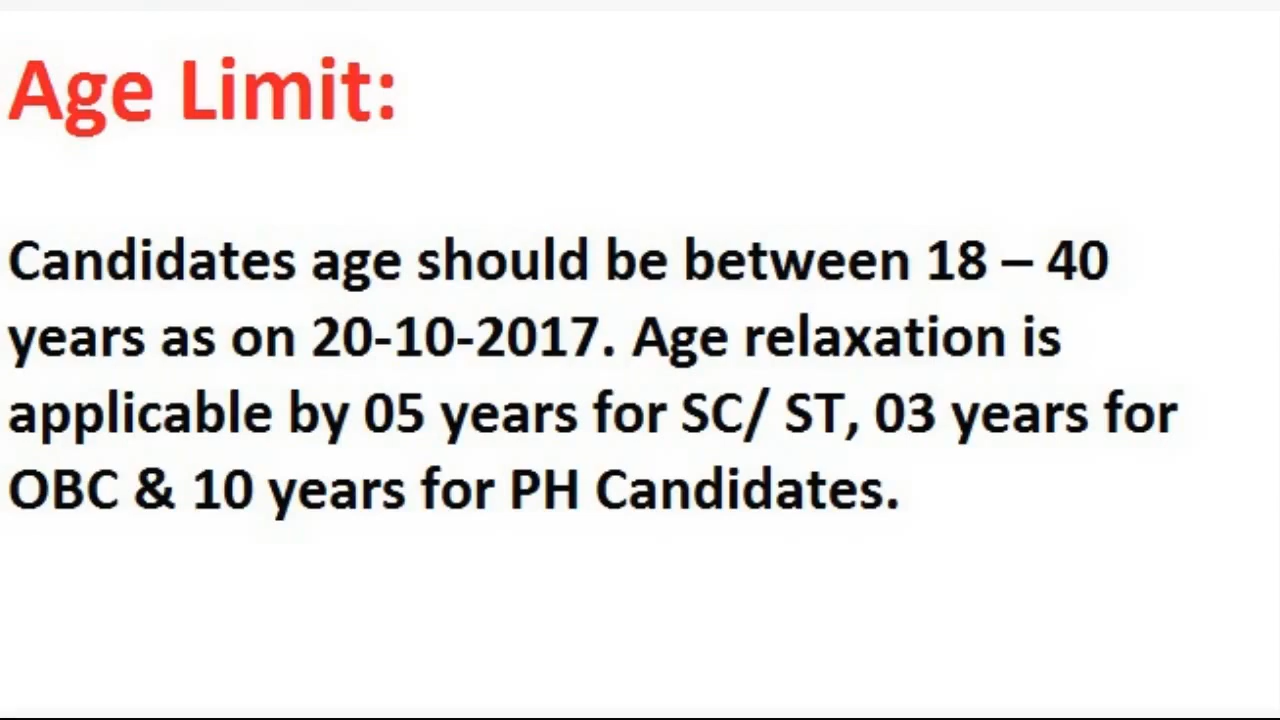 Age Limit:
Candidates age should be between 18 – 40
years as on 20-10-2017. Age relaxation is
applicable by 05 years for SC/ ST, 03 years for
OBC & 10 years for PH Candidates.